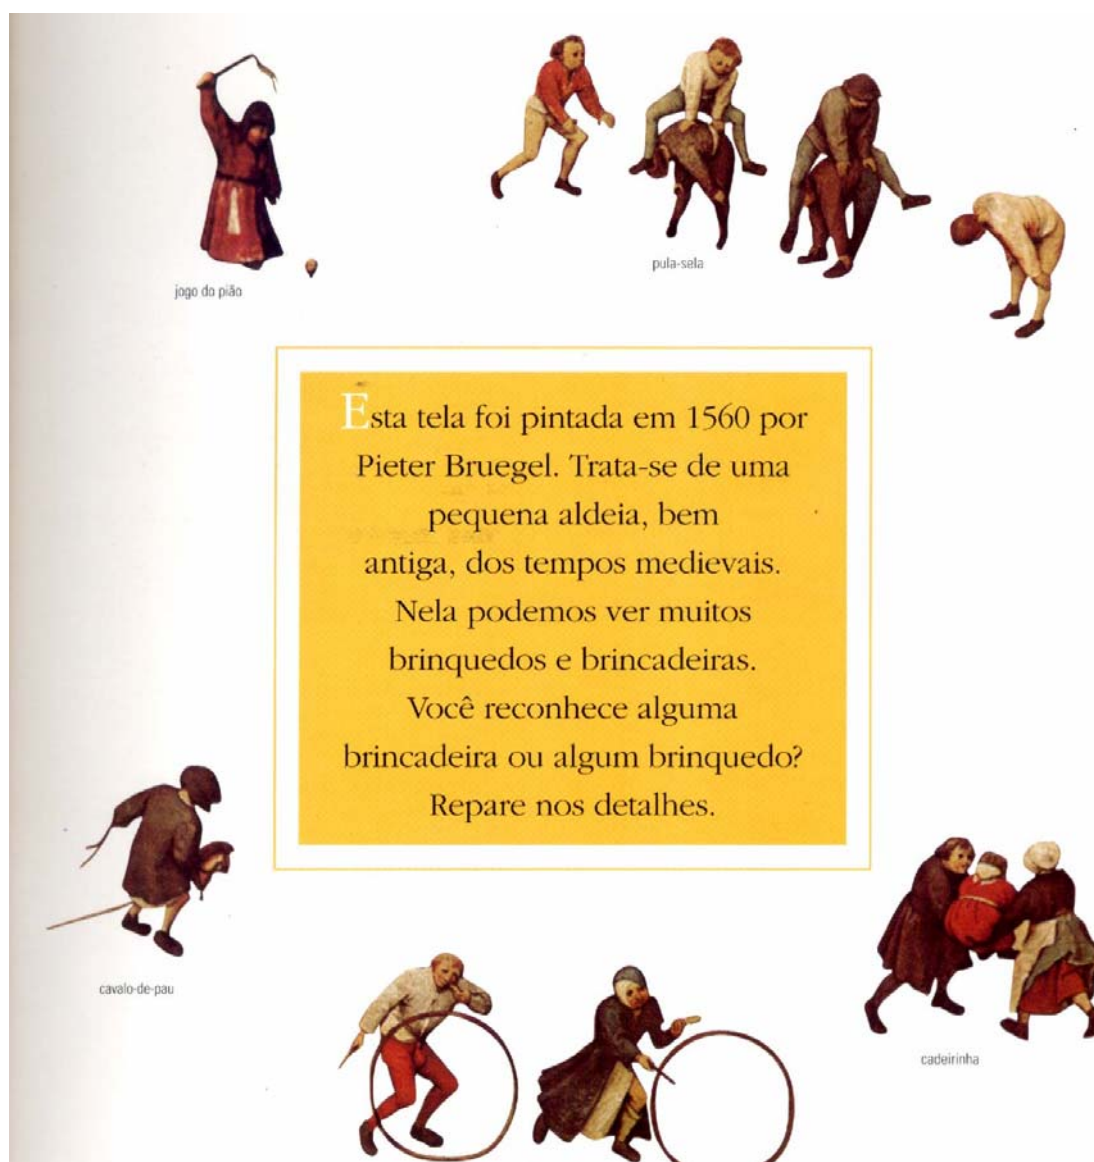 jogo do pião
pula-sela
Esta tela foi pintada em 1560 por
Pieter Bruegel. Trata-se de uma
pequena aldeia, bem
antiga, dos tempos medievais.
Nela podemos ver muitos
brinquedos e brincadeiras.
Você reconhece alguma
brincadeira ou algum brinquedo?
Repare nos detalhes.
cavalo-de-pau
cadeirinha